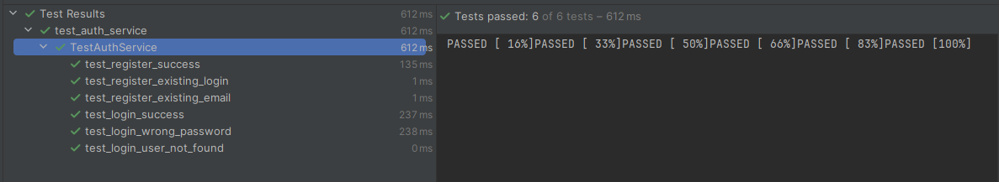 Test Results 612 ms
test_auth_service 612 ms
TestAuthService 612 ms
test_register_success 135 ms
test_register_existing_login 1 ms
test_register_existing_email 1 ms
test_login_success 237 ms
test_login_wrong_password 238 ms
test_login_user_not_found 0 ms
Tests passed: 6 of 6 tests – 612 ms
PASSED [ 16%]PASSED [ 33%]PASSED [ 50%]PASSED [ 66%]PASSED [ 83%]PASSED [100%]